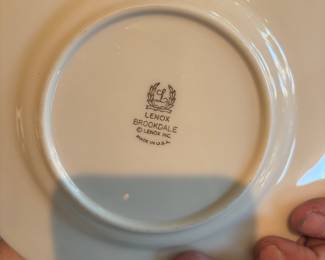 L
LENOX
BROOKDALE
© LENOX INC.
MADE IN U.S.A.